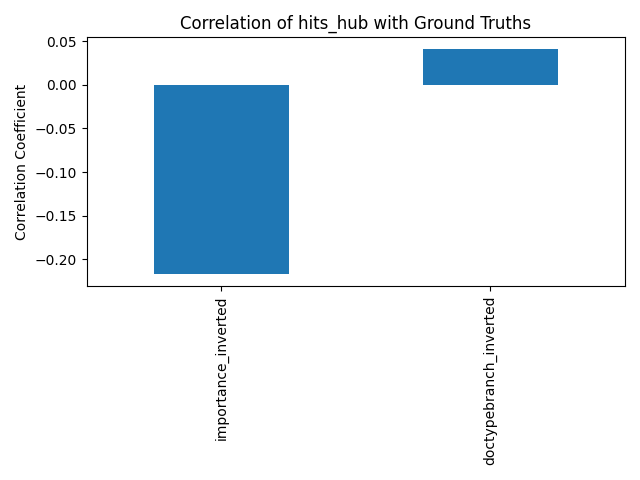 Correlation of hits_hub with Ground Truths
Correlation Coefficient
0.05
0.00
−0.05
−0.10
−0.15
−0.20
importance_inverted
doctypebranch_inverted